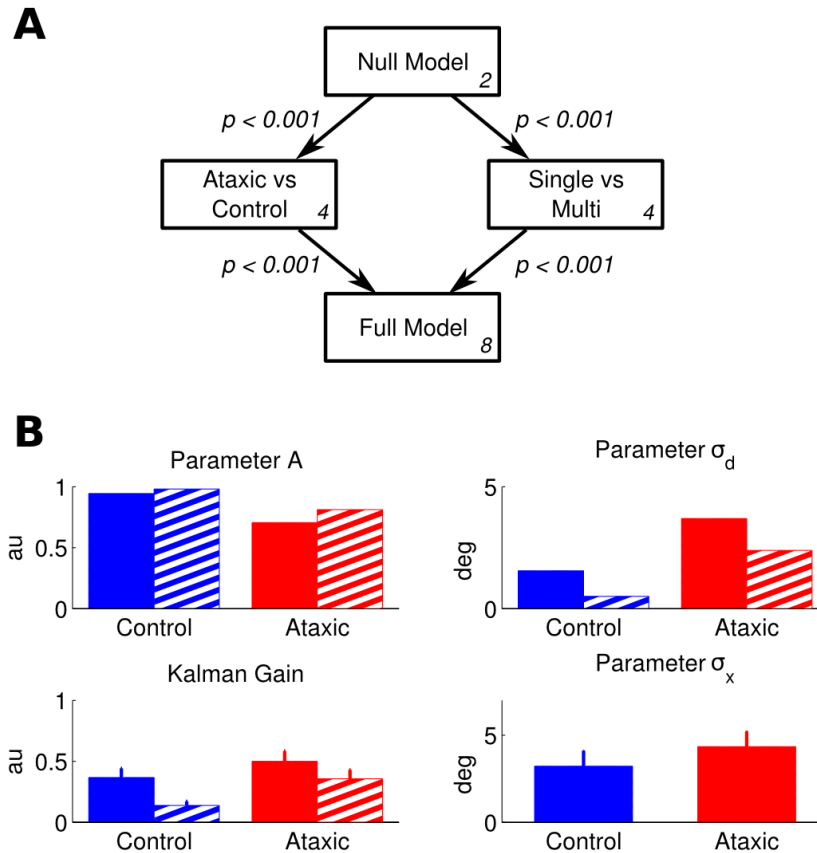 A
Null Model
2
p < 0.001
p < 0.001
Ataxic vs
Control
4
Single vs
Multi
4
p < 0.001
p < 0.001
Full Model
8
B
Parameter A
1
0.5
0
au
Control
Ataxic
Parameter σd
5
0
deg
Control
Ataxic
Kalman Gain
1
0.5
0
au
Control
Ataxic
Parameter σx
5
0
deg
Control
Ataxic